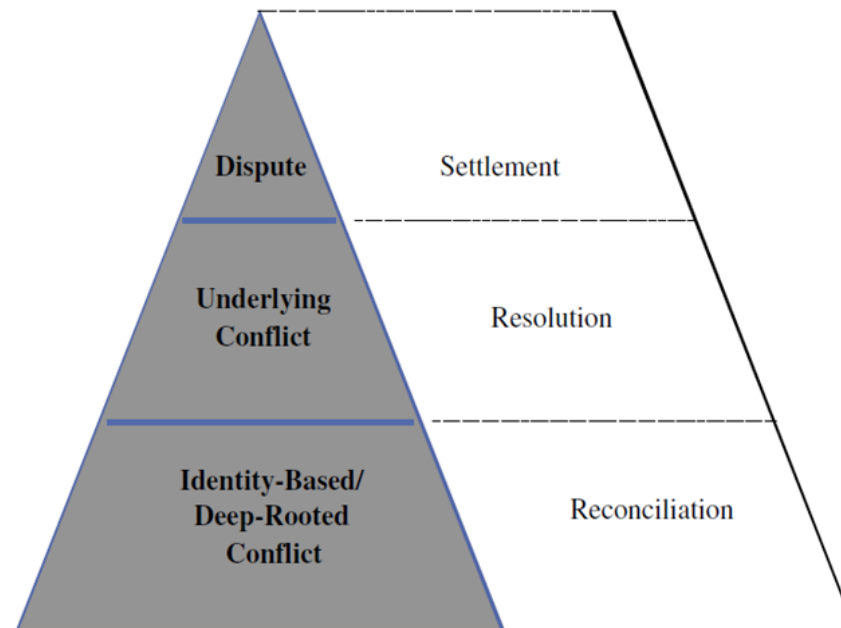 Dispute
Settlement
Underlying
Conflict
Resolution
Identity-Based/
Deep-Rooted
Conflict
Reconciliation